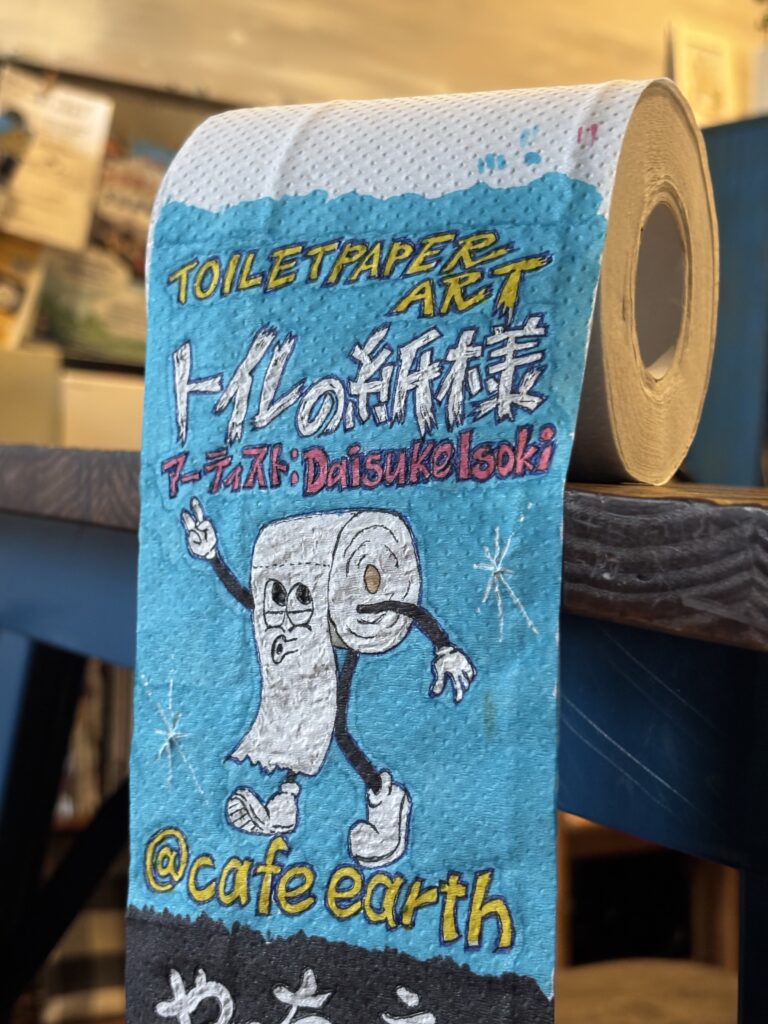 TOILETPAPER
ART
トイレの紙様
アーティスト:DaisukeIsoki
@cafe earth